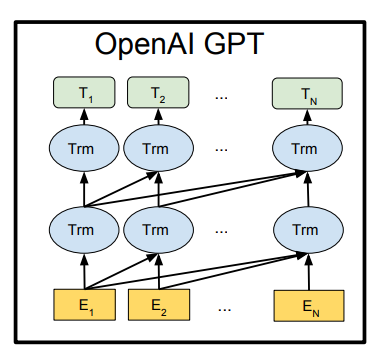 OpenAI GPT
T1 T2 ... TN
Trm Trm ... Trm
Trm Trm ... Trm
E1 E2 ... EN